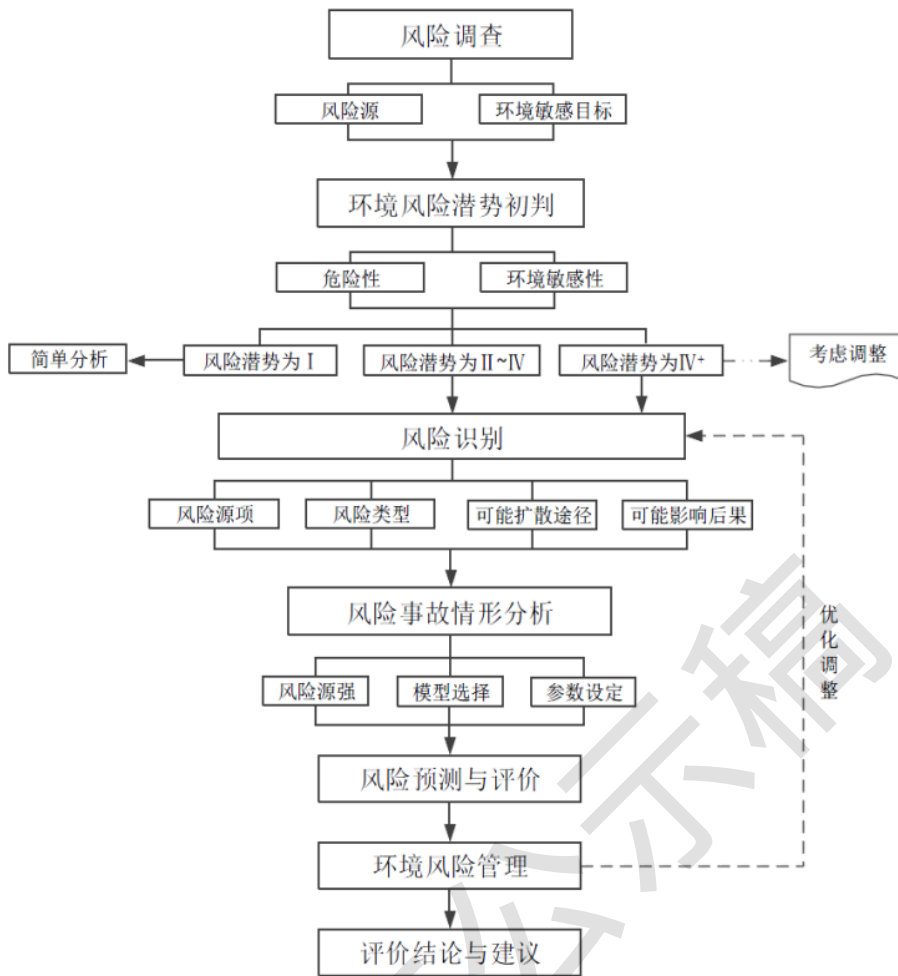 风险调查
风险源
环境敏感目标
环境风险潜势初判
危险性
环境敏感性
简单分析
风险潜势为Ⅰ
风险潜势为Ⅱ~Ⅳ
风险潜势为Ⅳ+
考虑调整
风险识别
风险源项
风险类型
可能扩散途径
可能影响后果
风险事故情形分析
优化调整
风险源强
模型选择
参数设定
风险预测与评价
环境风险管理
评价结论与建议
公示稿